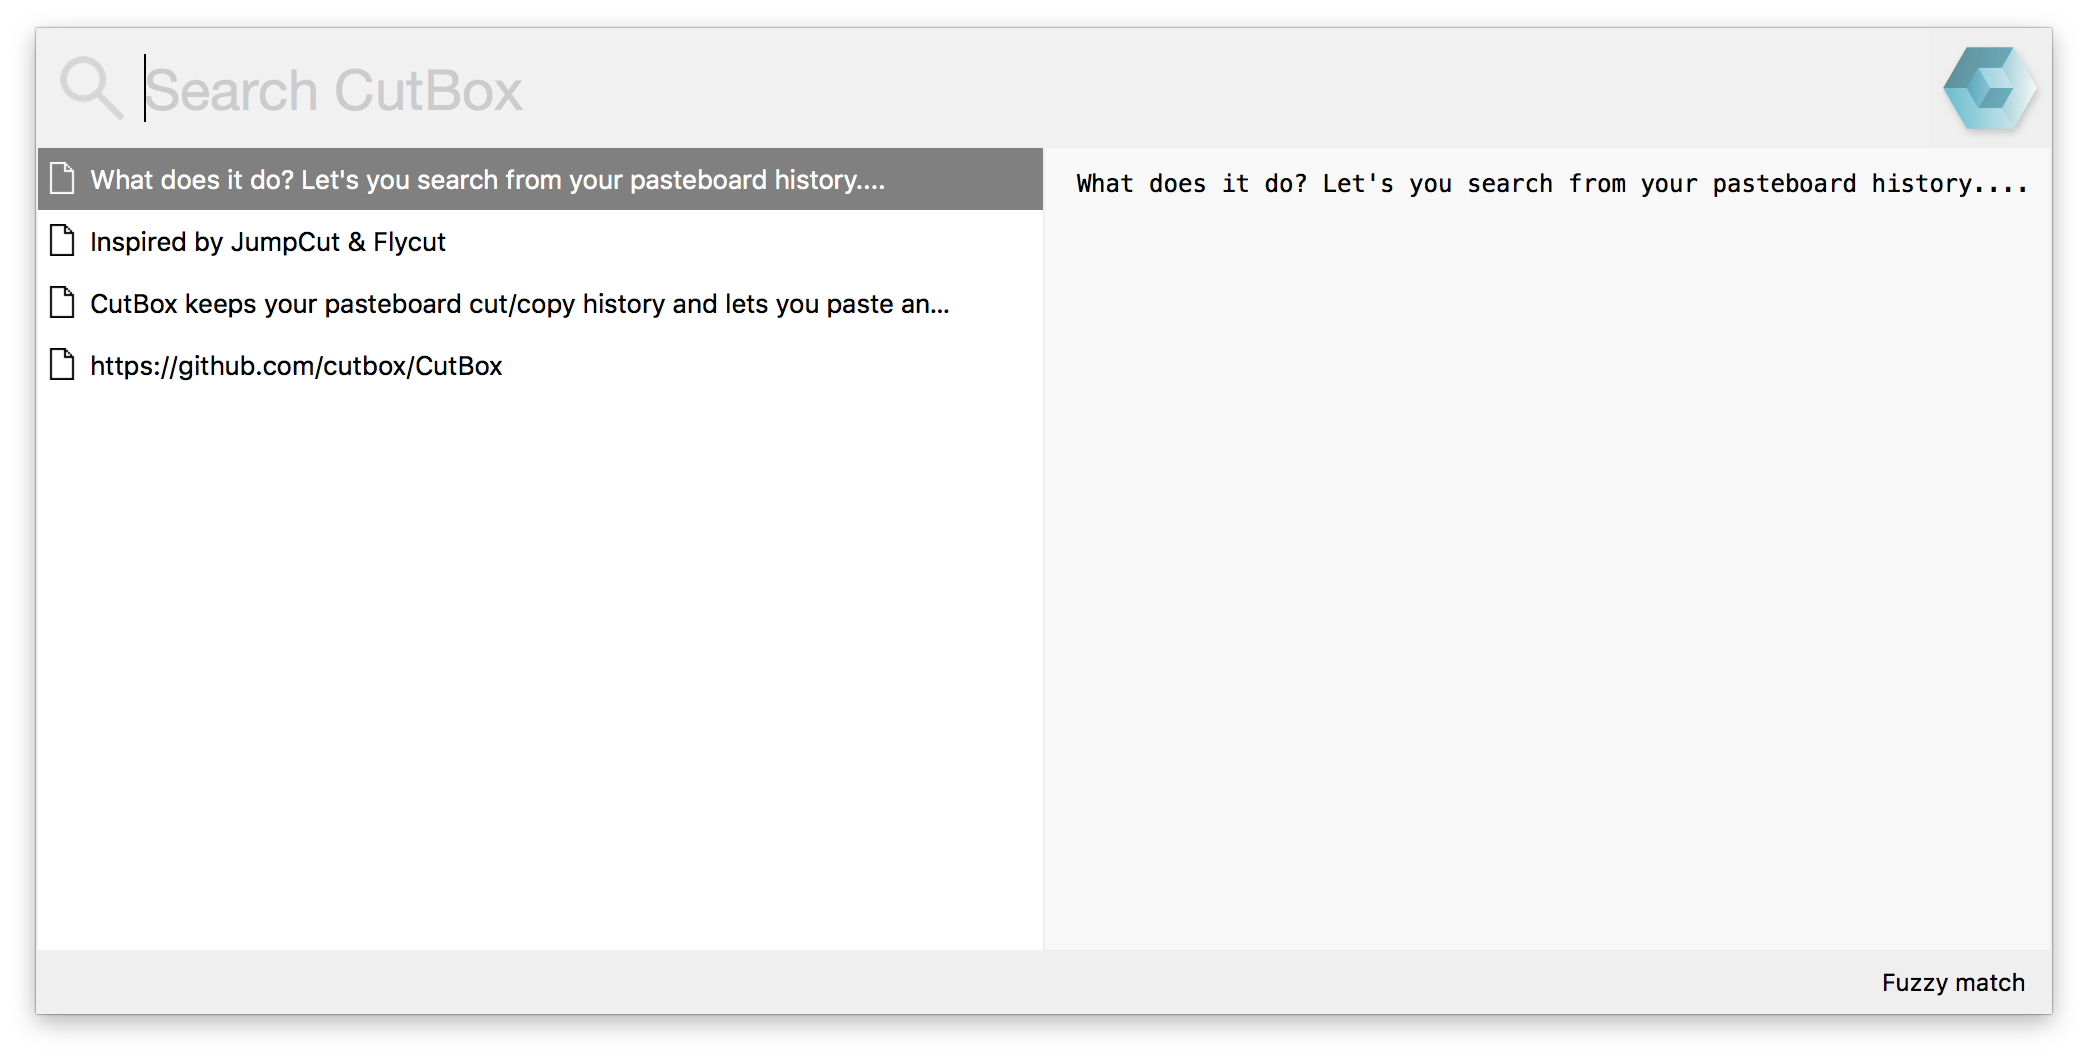 Search CutBox
What does it do? Let's you search from your pasteboard history....
Inspired by JumpCut & Flycut
CutBox keeps your pasteboard cut/copy history and lets you paste an...
https://github.com/cutbox/CutBox
What does it do? Let's you search from your pasteboard history....
Fuzzy match